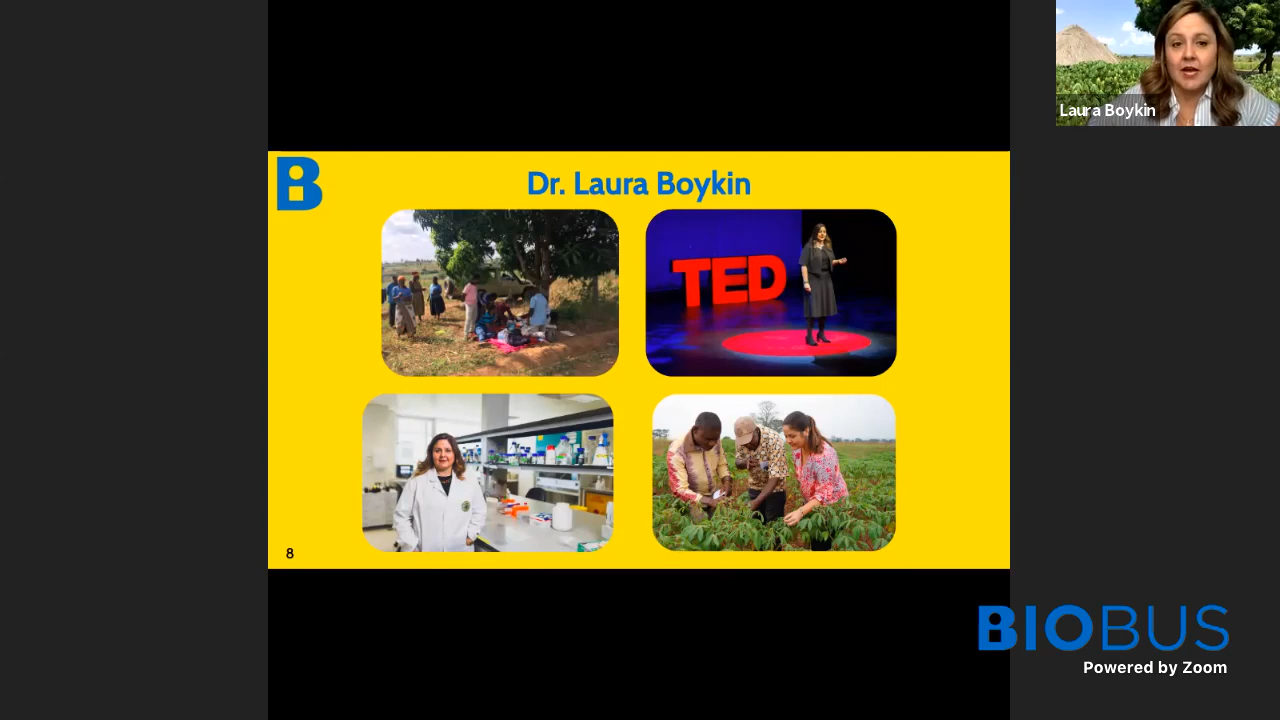 Laura Boykin
B
Dr. Laura Boykin
TED
8
BIOBUS
Powered by Zoom